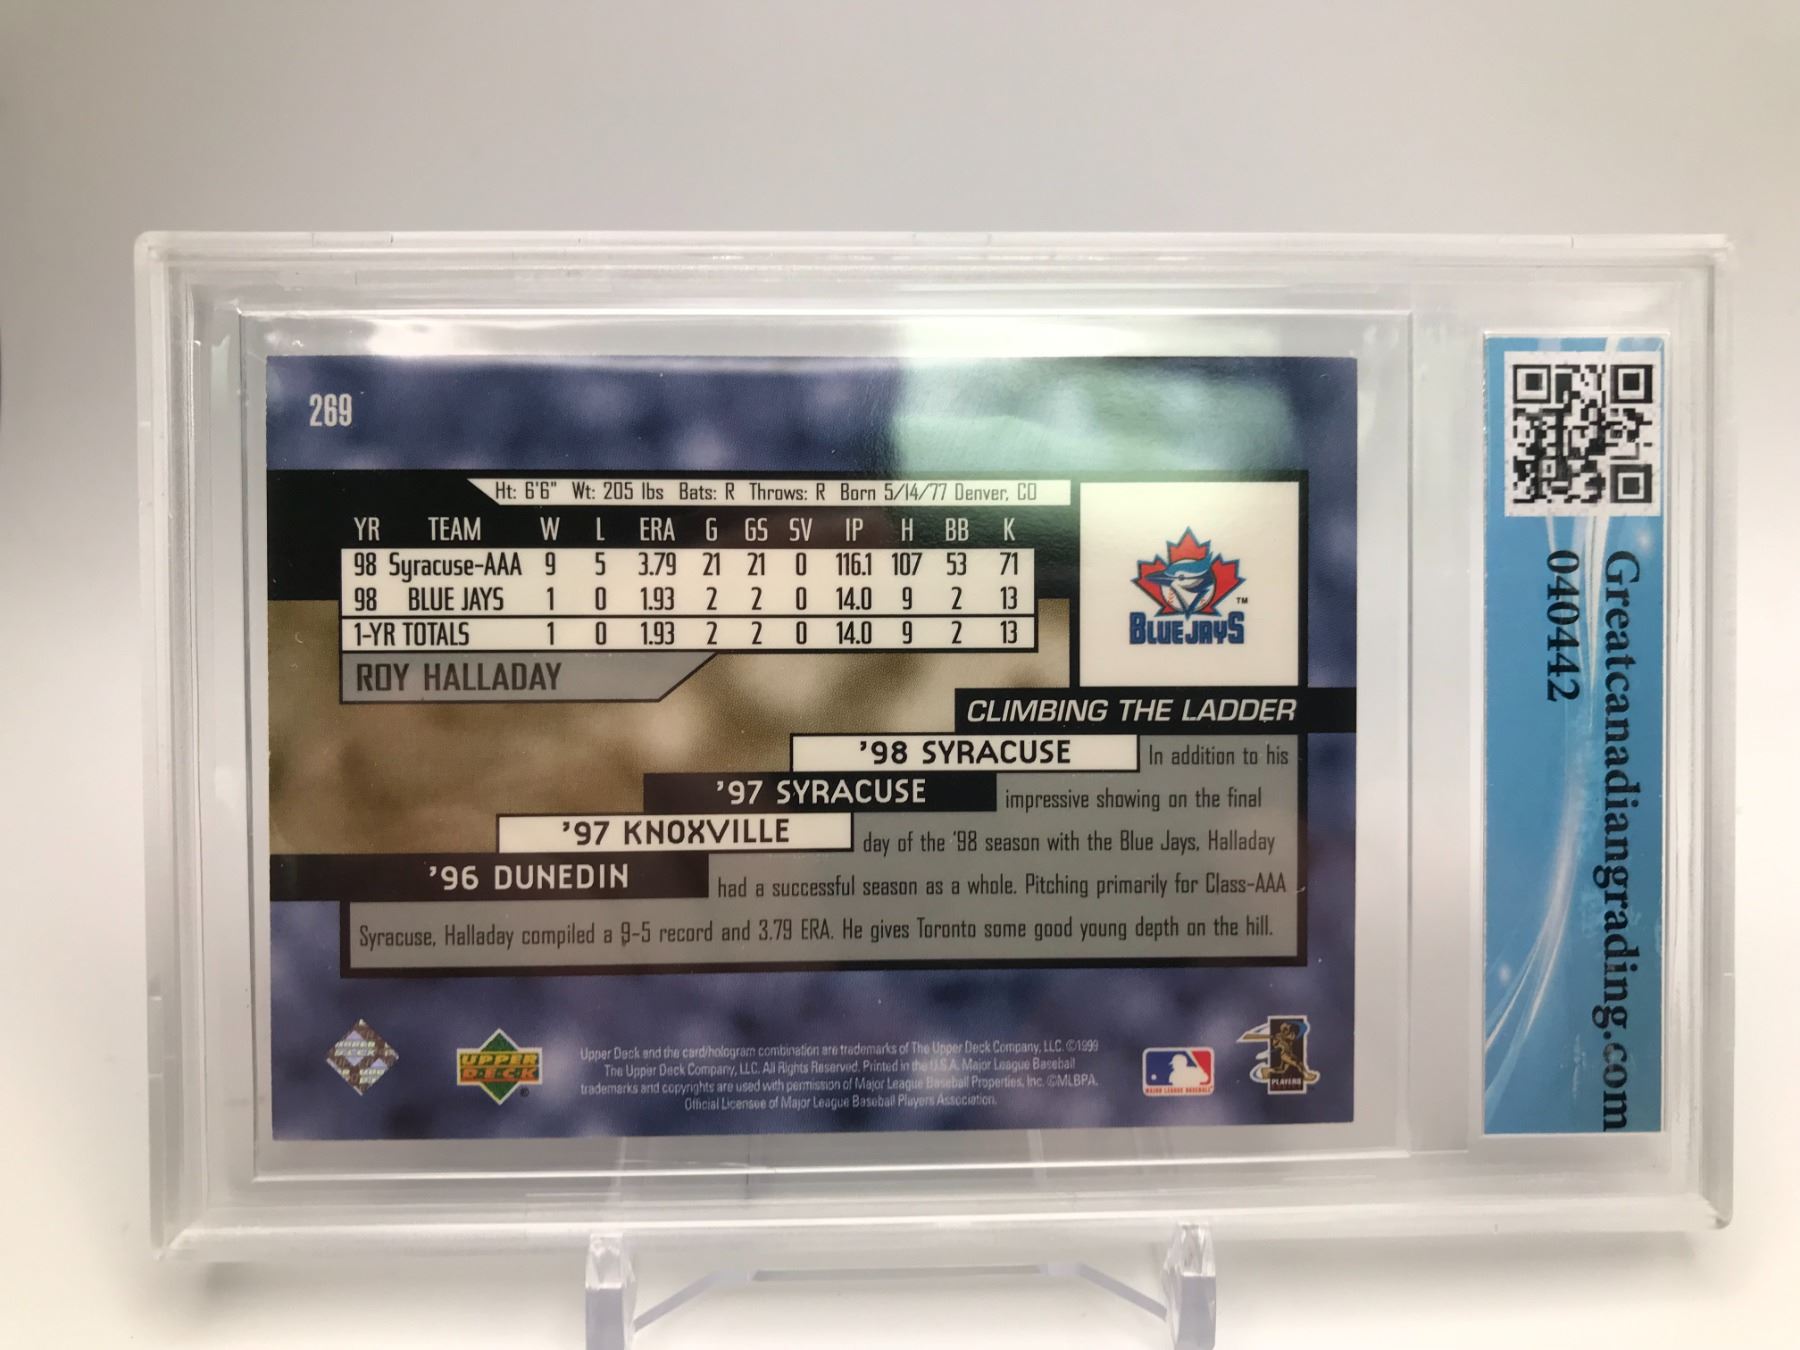 269
Ht: 6'6" Wt: 205 lbs Bats: R Throws: R Born 5/14/77 Denver, CO
YR TEAM W L ERA G GS SV IP H BB K
98 Syracuse-AAA 9 5 3.79 21 21 0 116.1 107 53 71
98 BLUE JAYS 1 0 1.93 2 2 0 14.0 9 2 13
1-YR TOTALS 1 0 1.93 2 2 0 14.0 9 2 13
ROY HALLADAY
BLUE JAYS TM
CLIMBING THE LADDER
'98 SYRACUSE
'97 SYRACUSE
'97 KNOXVILLE
'96 DUNEDIN
In addition to his
impressive showing on the final
day of the '98 season with the Blue Jays, Halladay
had a successful season as a whole. Pitching primarily for Class-AAA
Syracuse, Halladay compiled a 9-5 record and 3.79 ERA. He gives Toronto some good young depth on the hill.
UPPER
DECK
UPPER
DECK ®
Upper Deck and the card/hologram combination are trademarks of The Upper Deck Company, LLC. ©1999
The Upper Deck Company, LLC. All Rights Reserved. Printed in the U.S.A. Major League Baseball
trademarks and copyrights are used with permission of Major League Baseball Properties, Inc. ©MLBPA.
Official Licensee of Major League Baseball Players Association.
MAJOR LEAGUE BASEBALL
PLAYERS
Greatcanadiangrading.com
040442